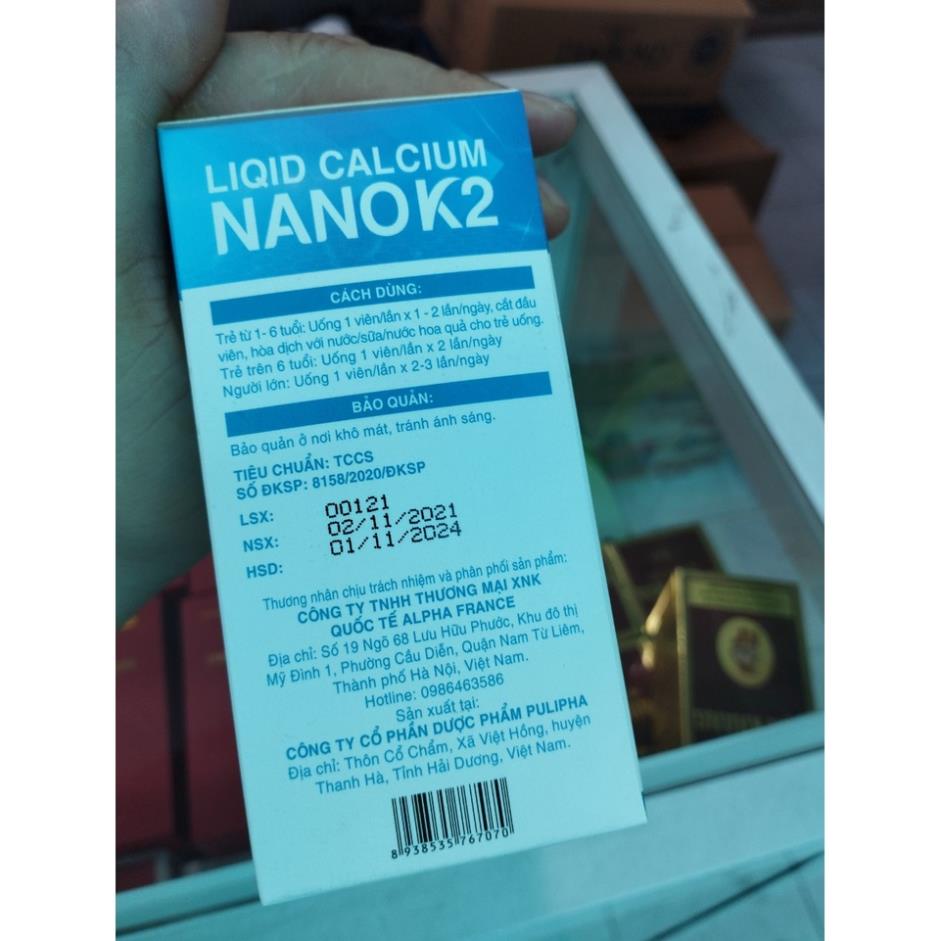 LIQID CALCIUM
NANOK2
CÁCH DÙNG:
Trẻ từ 1- 6 tuổi: Uống 1 viên/lần x 1 - 2 lần/ngày, cắt đầu
viên, hòa dịch với nước/sữa/nước hoa quả cho trẻ uống.
Trẻ trên 6 tuổi: Uống 1 viên/lần x 2 lần/ngày
Người lớn: Uống 1 viên/lần x 2-3 lần/ngày
BẢO QUẢN:
Bảo quản ở nơi khô mát, tránh ánh sáng.
TIÊU CHUẨN: TCCS
SỐ ĐKSP: 8158/2020/ĐKSP
LSX: 00121
NSX: 02/11/2021
HSD: 01/11/2024
Thương nhân chịu trách nhiệm và phân phối sản phẩm:
CÔNG TY TNHH THƯƠNG MẠI XNK
QUỐC TẾ ALPHA FRANCE
Địa chỉ: Số 19 Ngõ 68 Lưu Hữu Phước, Khu đô thị
Mỹ Đình 1, Phường Cầu Diễn, Quận Nam Từ Liêm,
Thành phố Hà Nội, Việt Nam.
Hotline: 0986463586
Sản xuất tại:
CÔNG TY CỔ PHẦN DƯỢC PHẨM PULIPHA
Địa chỉ: Thôn Cổ Chẩm, Xã Việt Hồng, huyện
Thanh Hà, Tỉnh Hải Dương, Việt Nam.
8 938535 767070